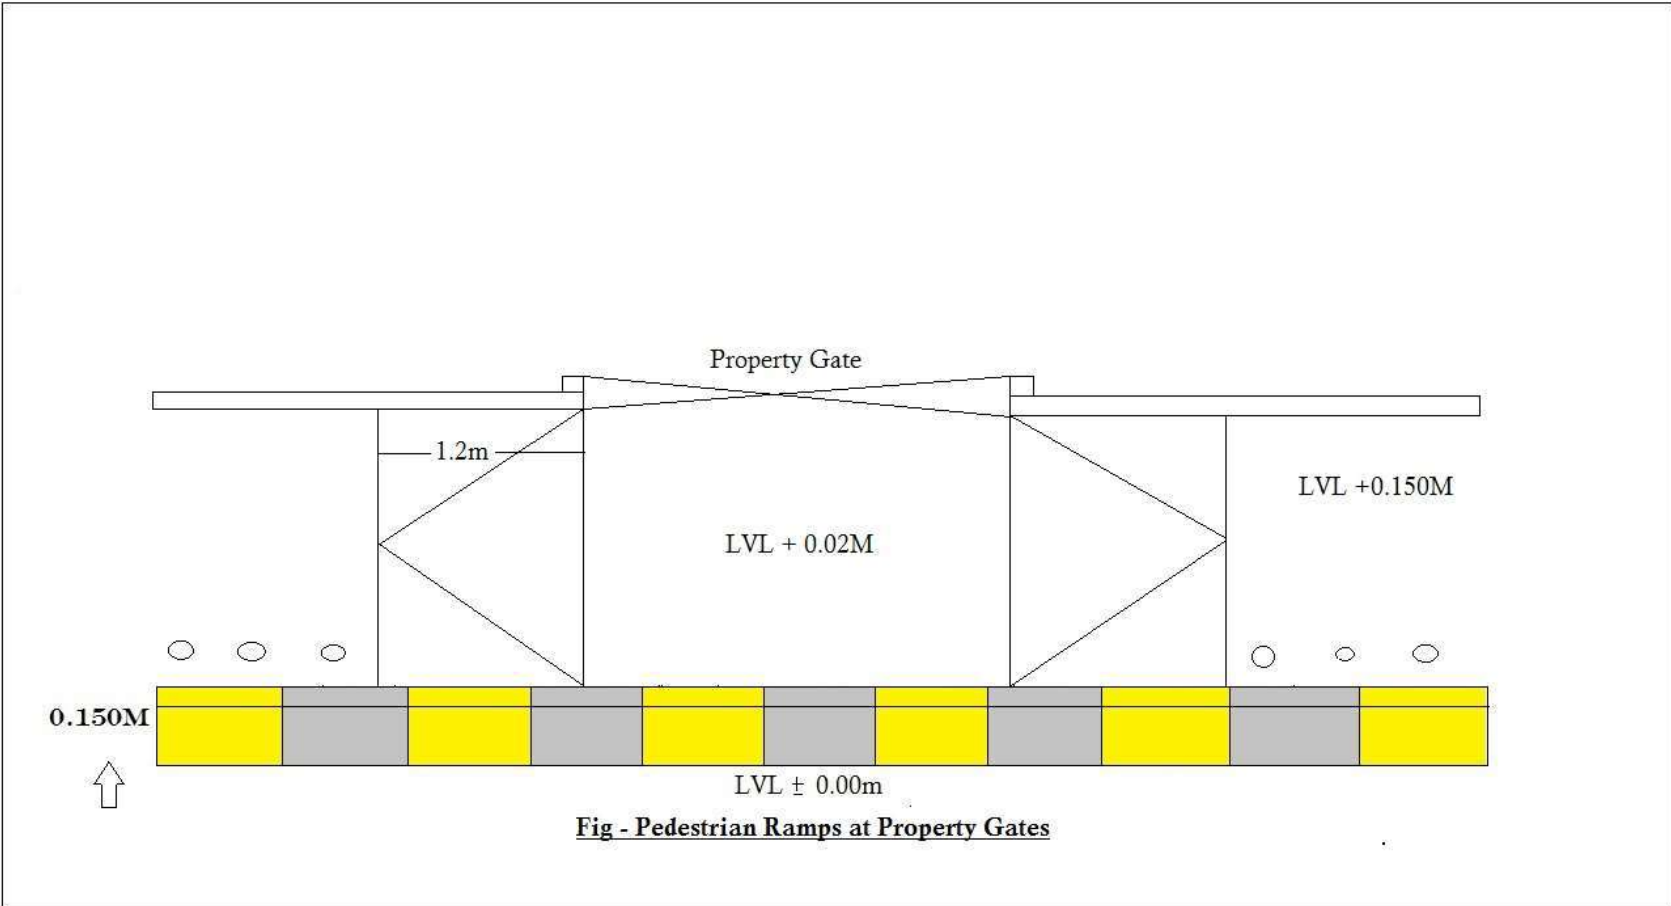 Property Gate
1.2m
LVL +0.150M
LVL + 0.02M
0.150M
LVL ± 0.00m
Fig - Pedestrian Ramps at Property Gates